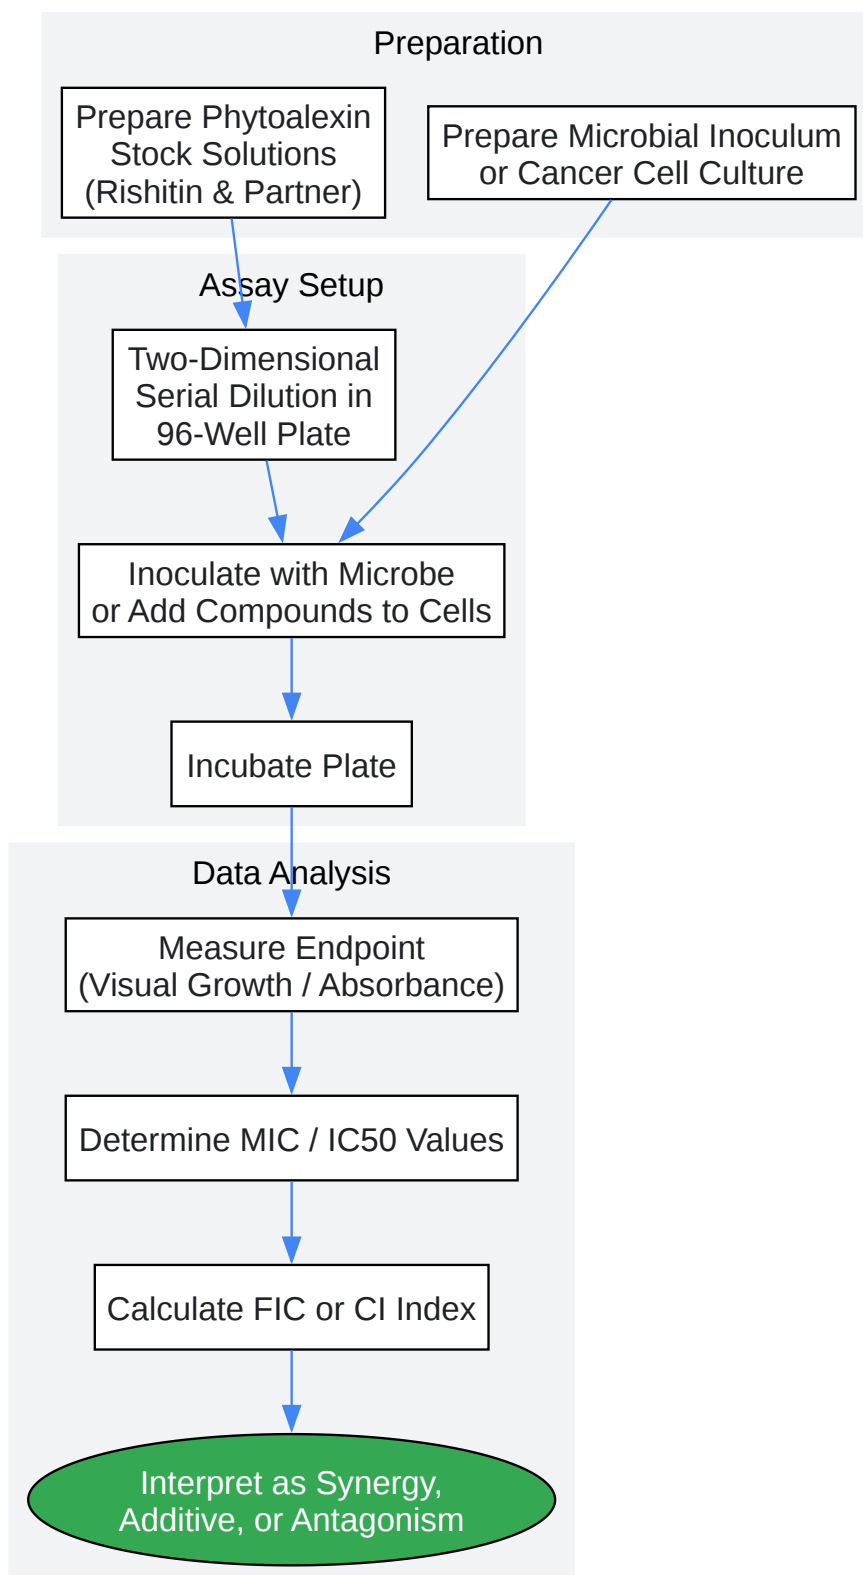 Preparation
Prepare Phytoalexin
Stock Solutions
(Rishitin & Partner)
Prepare Microbial Inoculum
or Cancer Cell Culture
Assay Setup
Two-Dimensional
Serial Dilution in
96-Well Plate
Inoculate with Microbe
or Add Compounds to Cells
Incubate Plate
Data Analysis
Measure Endpoint
(Visual Growth / Absorbance)
Determine MIC / IC50 Values
Calculate FIC or CI Index
Interpret as Synergy,
Additive, or Antagonism